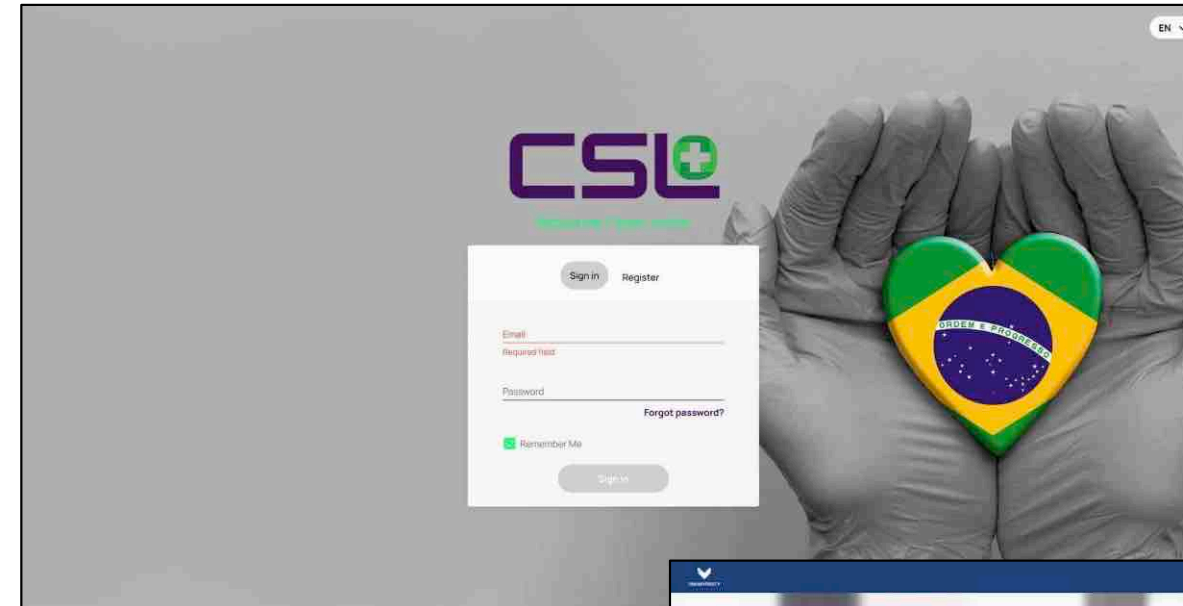 EN
CSL
Sign in
Register
Email
Required field
Password
Forgot password?
Remember Me
Sign in
ORDEM E PROGRESSO